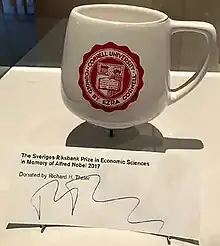 CORNELL UNIVERSITY
EZRA
The Sveriges Riksbank Prize in Economic Sciences
in Memory of Alfred Nobel 2017
Donated by Richard H. Thaler